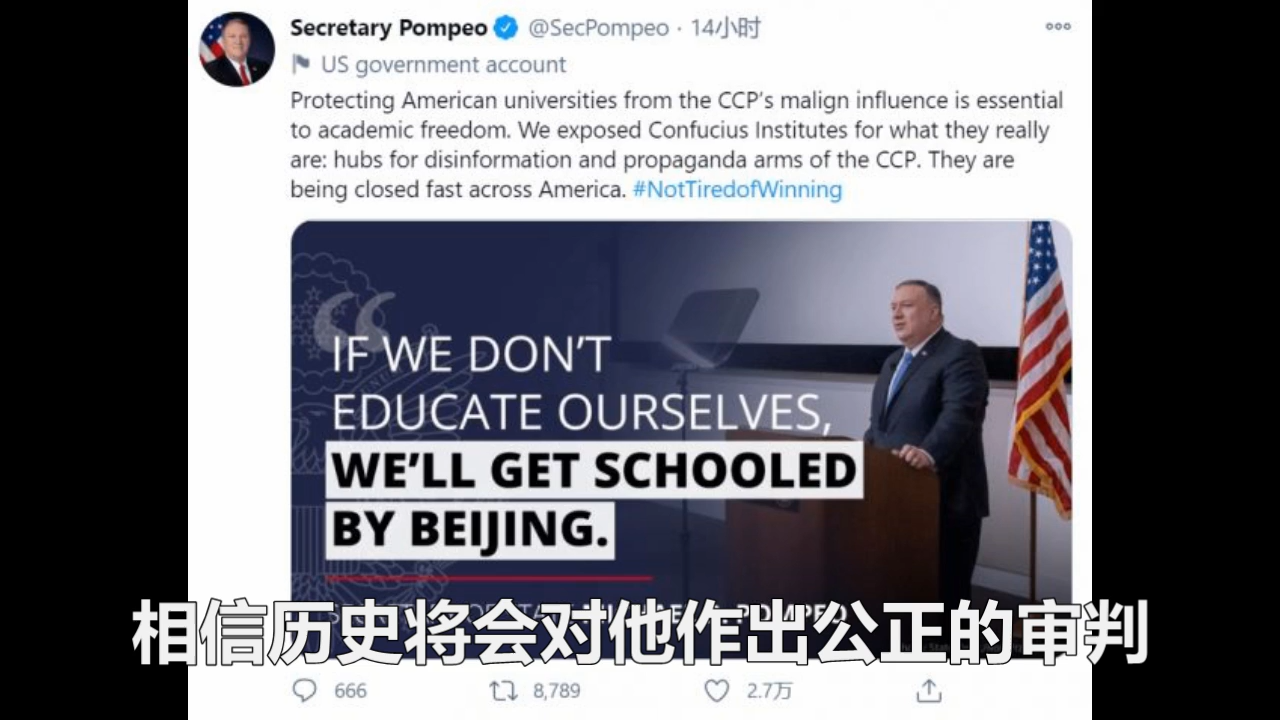 Secretary Pompeo @SecPompeo · 14小时
US government account
Protecting American universities from the CCP's malign influence is essential
to academic freedom. We exposed Confucius Institutes for what they really
are: hubs for disinformation and propaganda arms of the CCP. They are
being closed fast across America. #NotTiredofWinning
IF WE DON'T
EDUCATE OURSELVES,
WE'LL GET SCHOOLED
BY BEIJING.
相信历史将会对他作出公正的审判
666 8,789 2.7万